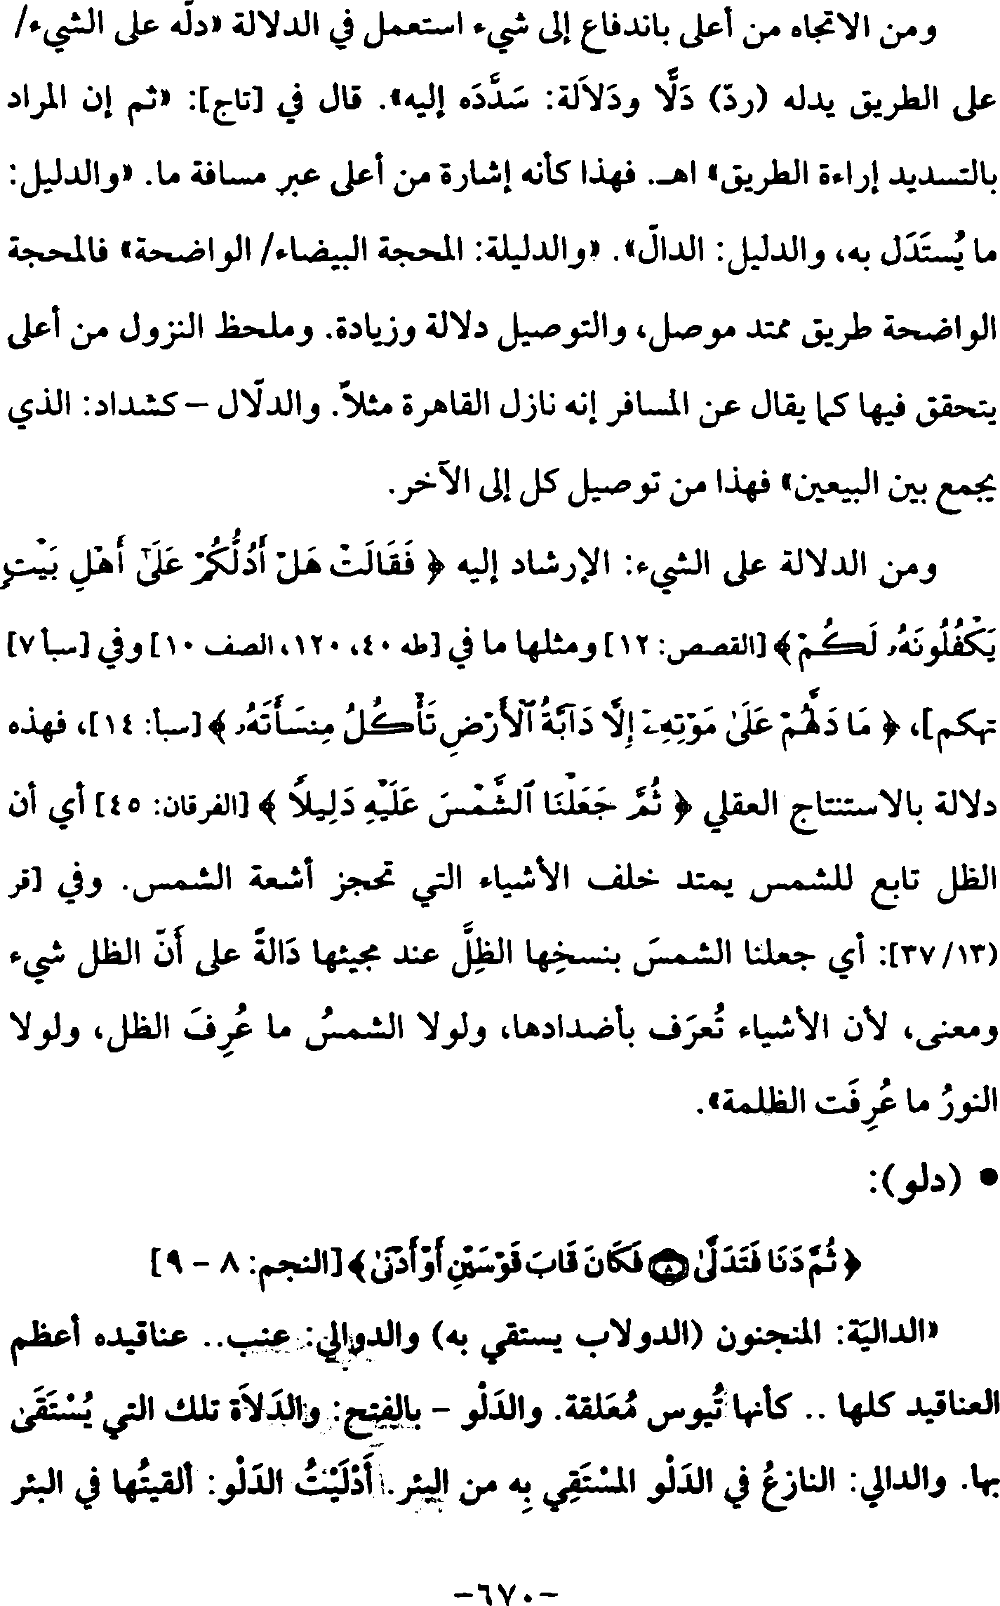 ومن الاتجاه من أعلى باندفاع إلى شيء استعمل في الدلالة «دلّه على الشيء/
على الطريق يدله (ردّ) دَلًّا ودَلاَلة: سَدَّدَه إليه». قال في [تاج]: «ثم إن المراد
بالتسديد إراءة الطريق» اهـ. فهذا كأنه إشارة من أعلى عبر مسافة ما. «والدليل:
ما يُستَدَل به، والدليل: الدالّ». «والدليلة: المحجة البيضاء/ الواضحة» فالمحجة
الواضحة طريق ممتد موصل، والتوصيل دلالة وزيادة. وملحظ النزول من أعلى
يتحقق فيها كما يقال عن المسافر إنه نازل القاهرة مثلاً. والدلّال – كشداد: الذي
يجمع بين البيعين» فهذا من توصيل كل إلى الآخر.
ومن الدلالة على الشيء: الإرشاد إليه ﴿ فَقَالَتْ هَلْ أَدُلُّكُمْ عَلَىٰٓ أَهْلِ بَيْتٍ
يَكْفُلُونَهُۥ لَكُمْ ﴾ [القصص: ١٢] ومثلها ما في [طه ٤٠، ١٢٠، الصف ١٠] وفي [سبأ ٧
تهكم]، ﴿ مَا دَلَّهُمْ عَلَىٰ مَوْتِهِۦٓ إِلَّا دَآبَّةُ ٱلْأَرْضِ تَأْكُلُ مِنسَأَتَهُۥ ﴾ [سبأ: ١٤]، فهذه
دلالة بالاستنتاج العقلي ﴿ ثُمَّ جَعَلْنَا ٱلشَّمْسَ عَلَيْهِ دَلِيلاً ﴾ [الفرقان: ٤٥] أي أن
الظل تابع للشمس يمتد خلف الأشياء التي تحجز أشعة الشمس. وفي [قر
٣٧/١٣)]: أي جعلنا الشمسَ بنسخِها الظِلَّ عند مجيئها دَالةً على أَنّ الظل شيء
ومعنى، لأن الأشياء تُعرَف بأضدادها، ولولا الشمسُ ما عُرِفَ الظل، ولولا
النورُ ما عُرِفَت الظلمة».
• (دلو):
﴿ ثُمَّ دَنَا فَتَدَلَّىٰ ۝٨ فَكَانَ قَابَ قَوْسَيْنِ أَوْ أَدْنَىٰ ﴾ [النجم: ٨ – ٩]
«الداليَة: المنجنون (الدولاب يستقي به) والدوالي: عنب.. عناقيده أعظم
العناقيد كلها .. كأنها تُيوس مُعَلقة. والدَلْو – بالفتح: والدَلاَة تلك التي يُسْتَقَىٰ
بها. والدالي: النازعُ في الدَلْو المسْتَقِي بِه من البئر. أَدْلَيْتُ الدَلْو: ألقيتُها في البئر
-٦٧٠-